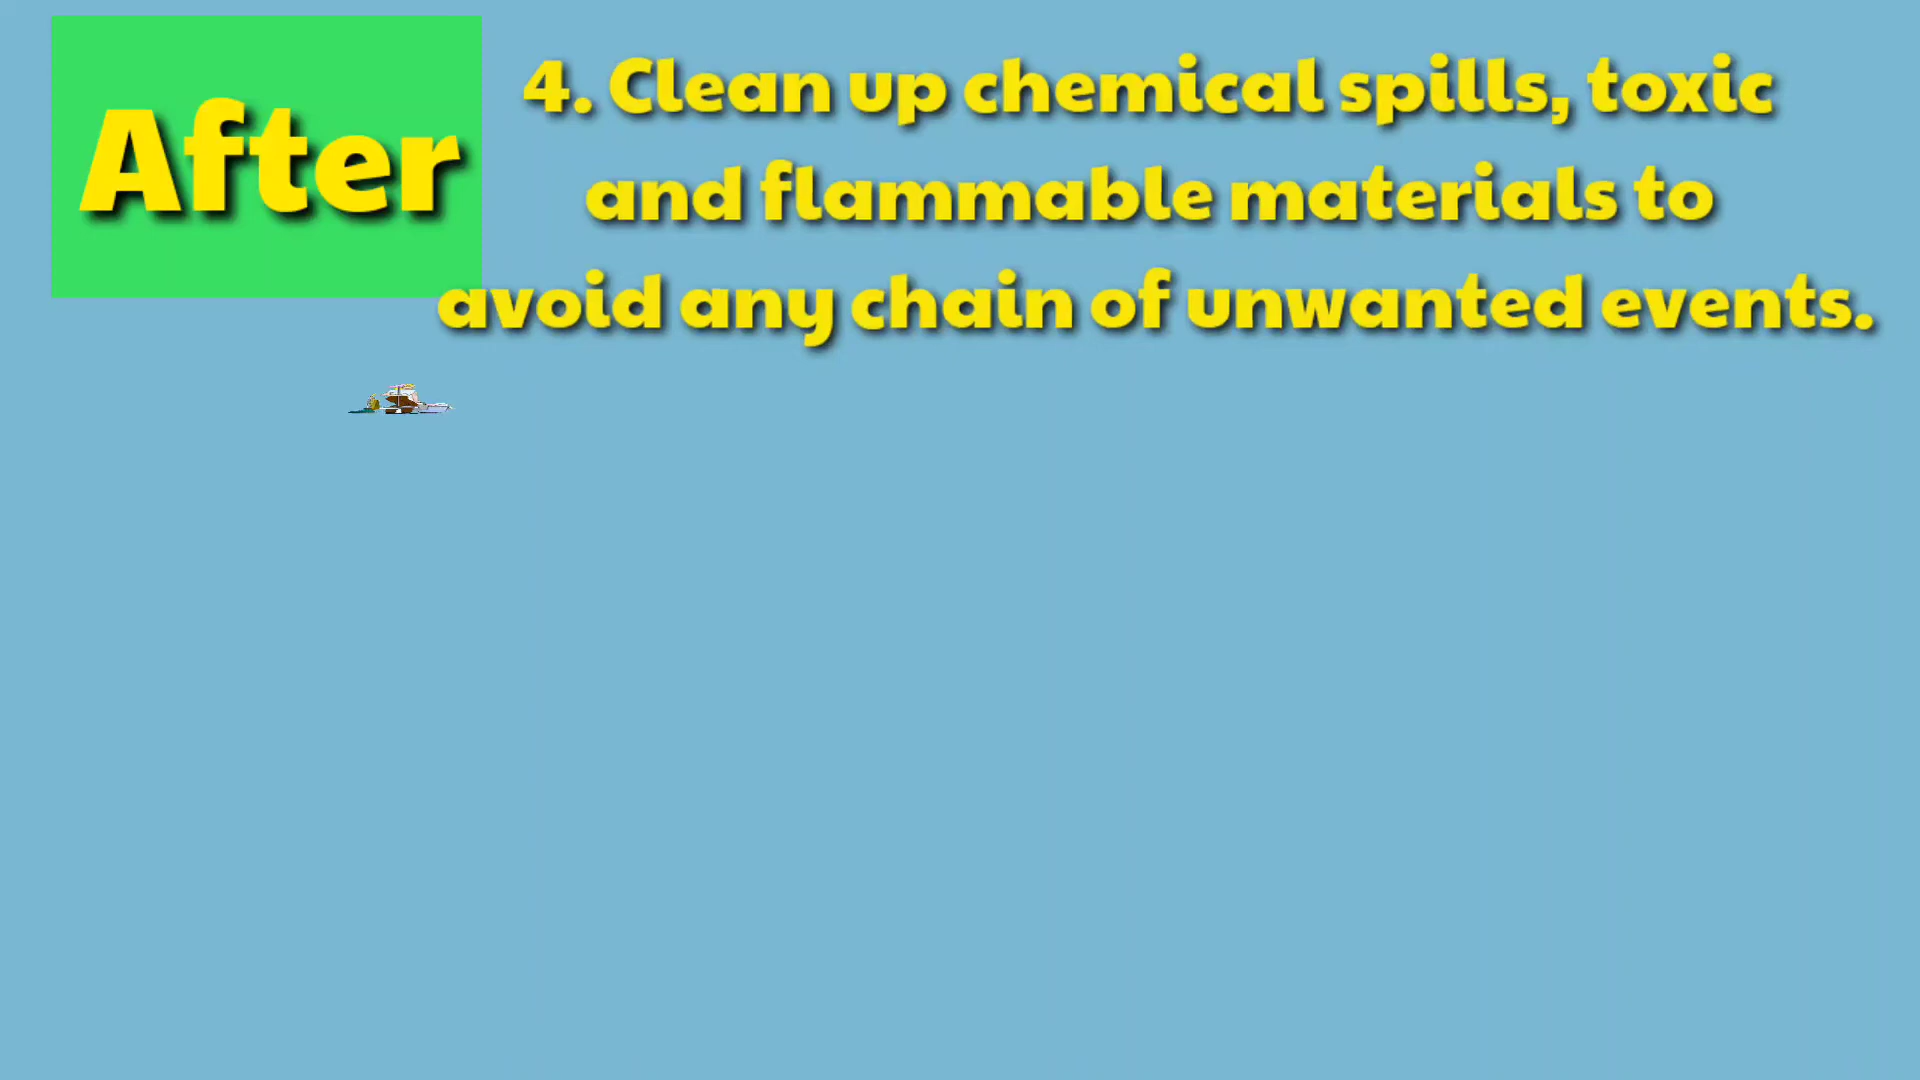 After
4. Clean up chemical spills, toxic
and flammable materials to
avoid any chain of unwanted events.